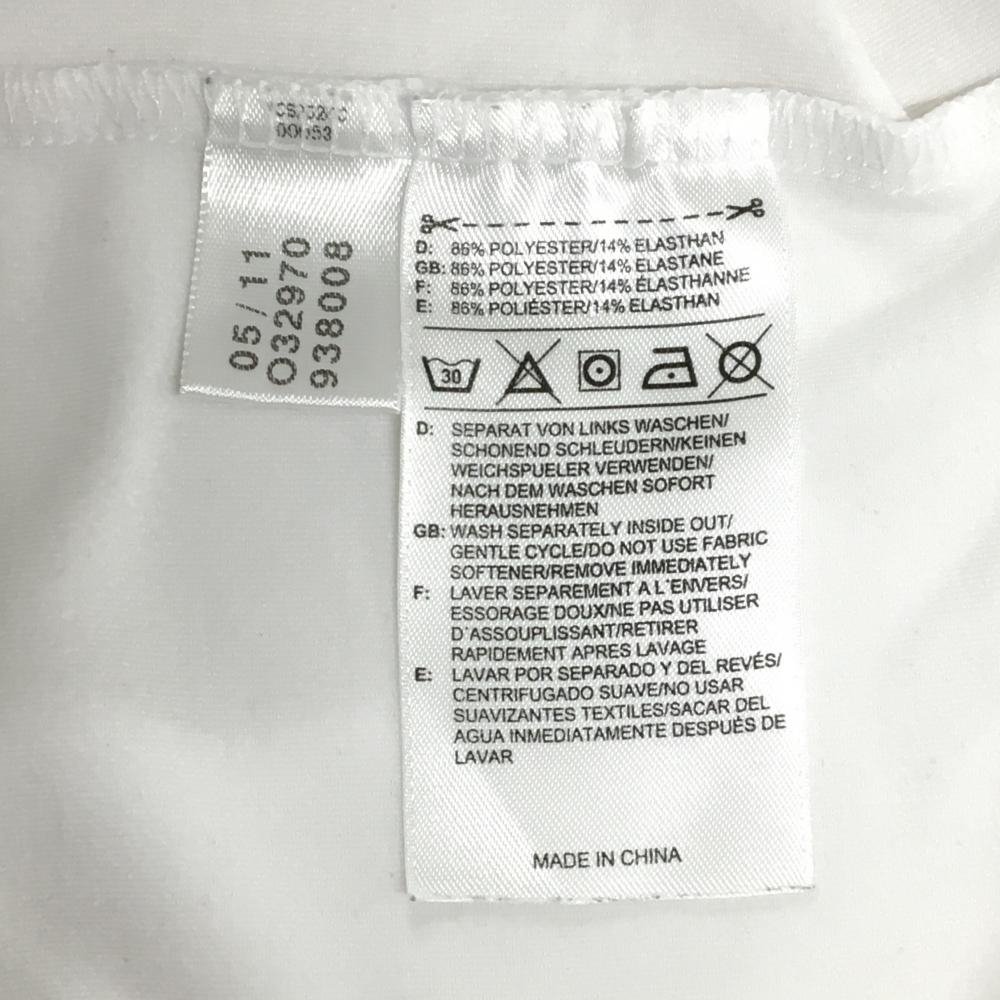 05/11
O32970
938008
D: 86% POLYESTER/14% ELASTHAN
GB: 86% POLYESTER/14% ELASTANE
F: 86% POLYESTER/14% ÉLASTHANNE
E: 86% POLIÉSTER/14% ELASTHAN
30
D: SEPARAT VON LINKS WASCHEN/
SCHONEND SCHLEUDERN/KEINEN
WEICHSPUELER VERWENDEN/
NACH DEM WASCHEN SOFORT
HERAUSNEHMEN
GB: WASH SEPARATELY INSIDE OUT/
GENTLE CYCLE/DO NOT USE FABRIC
SOFTENER/REMOVE IMMEDIATELY
F: LAVER SEPAREMENT A L'ENVERS/
ESSORAGE DOUX/NE PAS UTILISER
D'ASSOUPLISSANT/RETIRER
RAPIDEMENT APRES LAVAGE
E: LAVAR POR SEPARADO Y DEL REVÉS/
CENTRIFUGADO SUAVE/NO USAR
SUAVIZANTES TEXTILES/SACAR DEL
AGUA INMEDIATAMENTE DESPUÉS DE
LAVAR
MADE IN CHINA